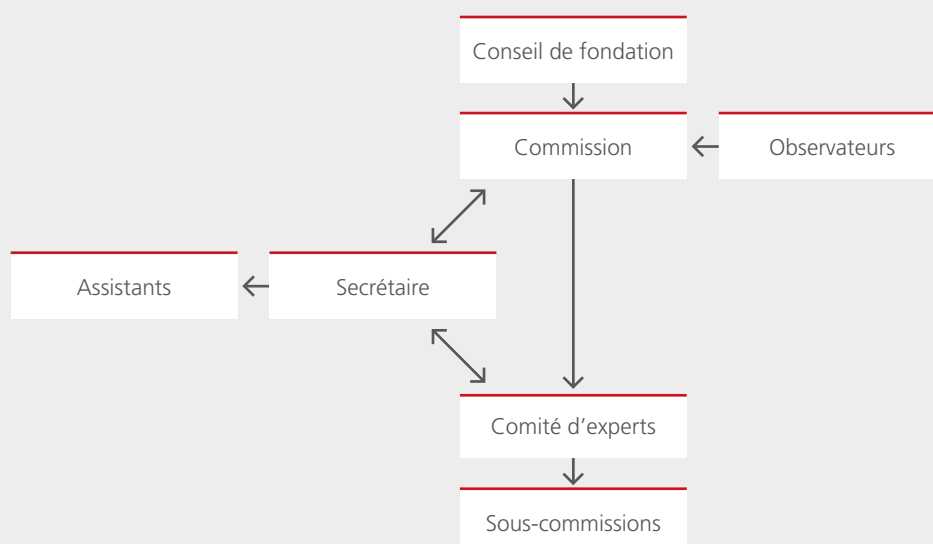 Conseil de fondation
Commission
Observateurs
Assistants
Secrétaire
Comité d’experts
Sous-commissions